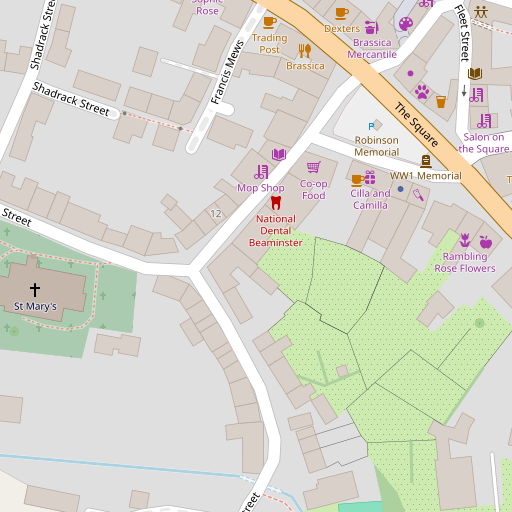 Sophie
Rose
Trading
Post
Dexters
Brassica
Mercantile
Brassica
Fleet Street
Shadrack Street
Francis Mews
Shadrack Street
The Square
Robinson
Memorial
Salon on
the Square
WW1 Memorial
Mop Shop
Co-op
Food
Cilla and
Camilla
12
National
Dental
Beaminster
Street
Rambling
Rose Flowers
St Mary's
Street